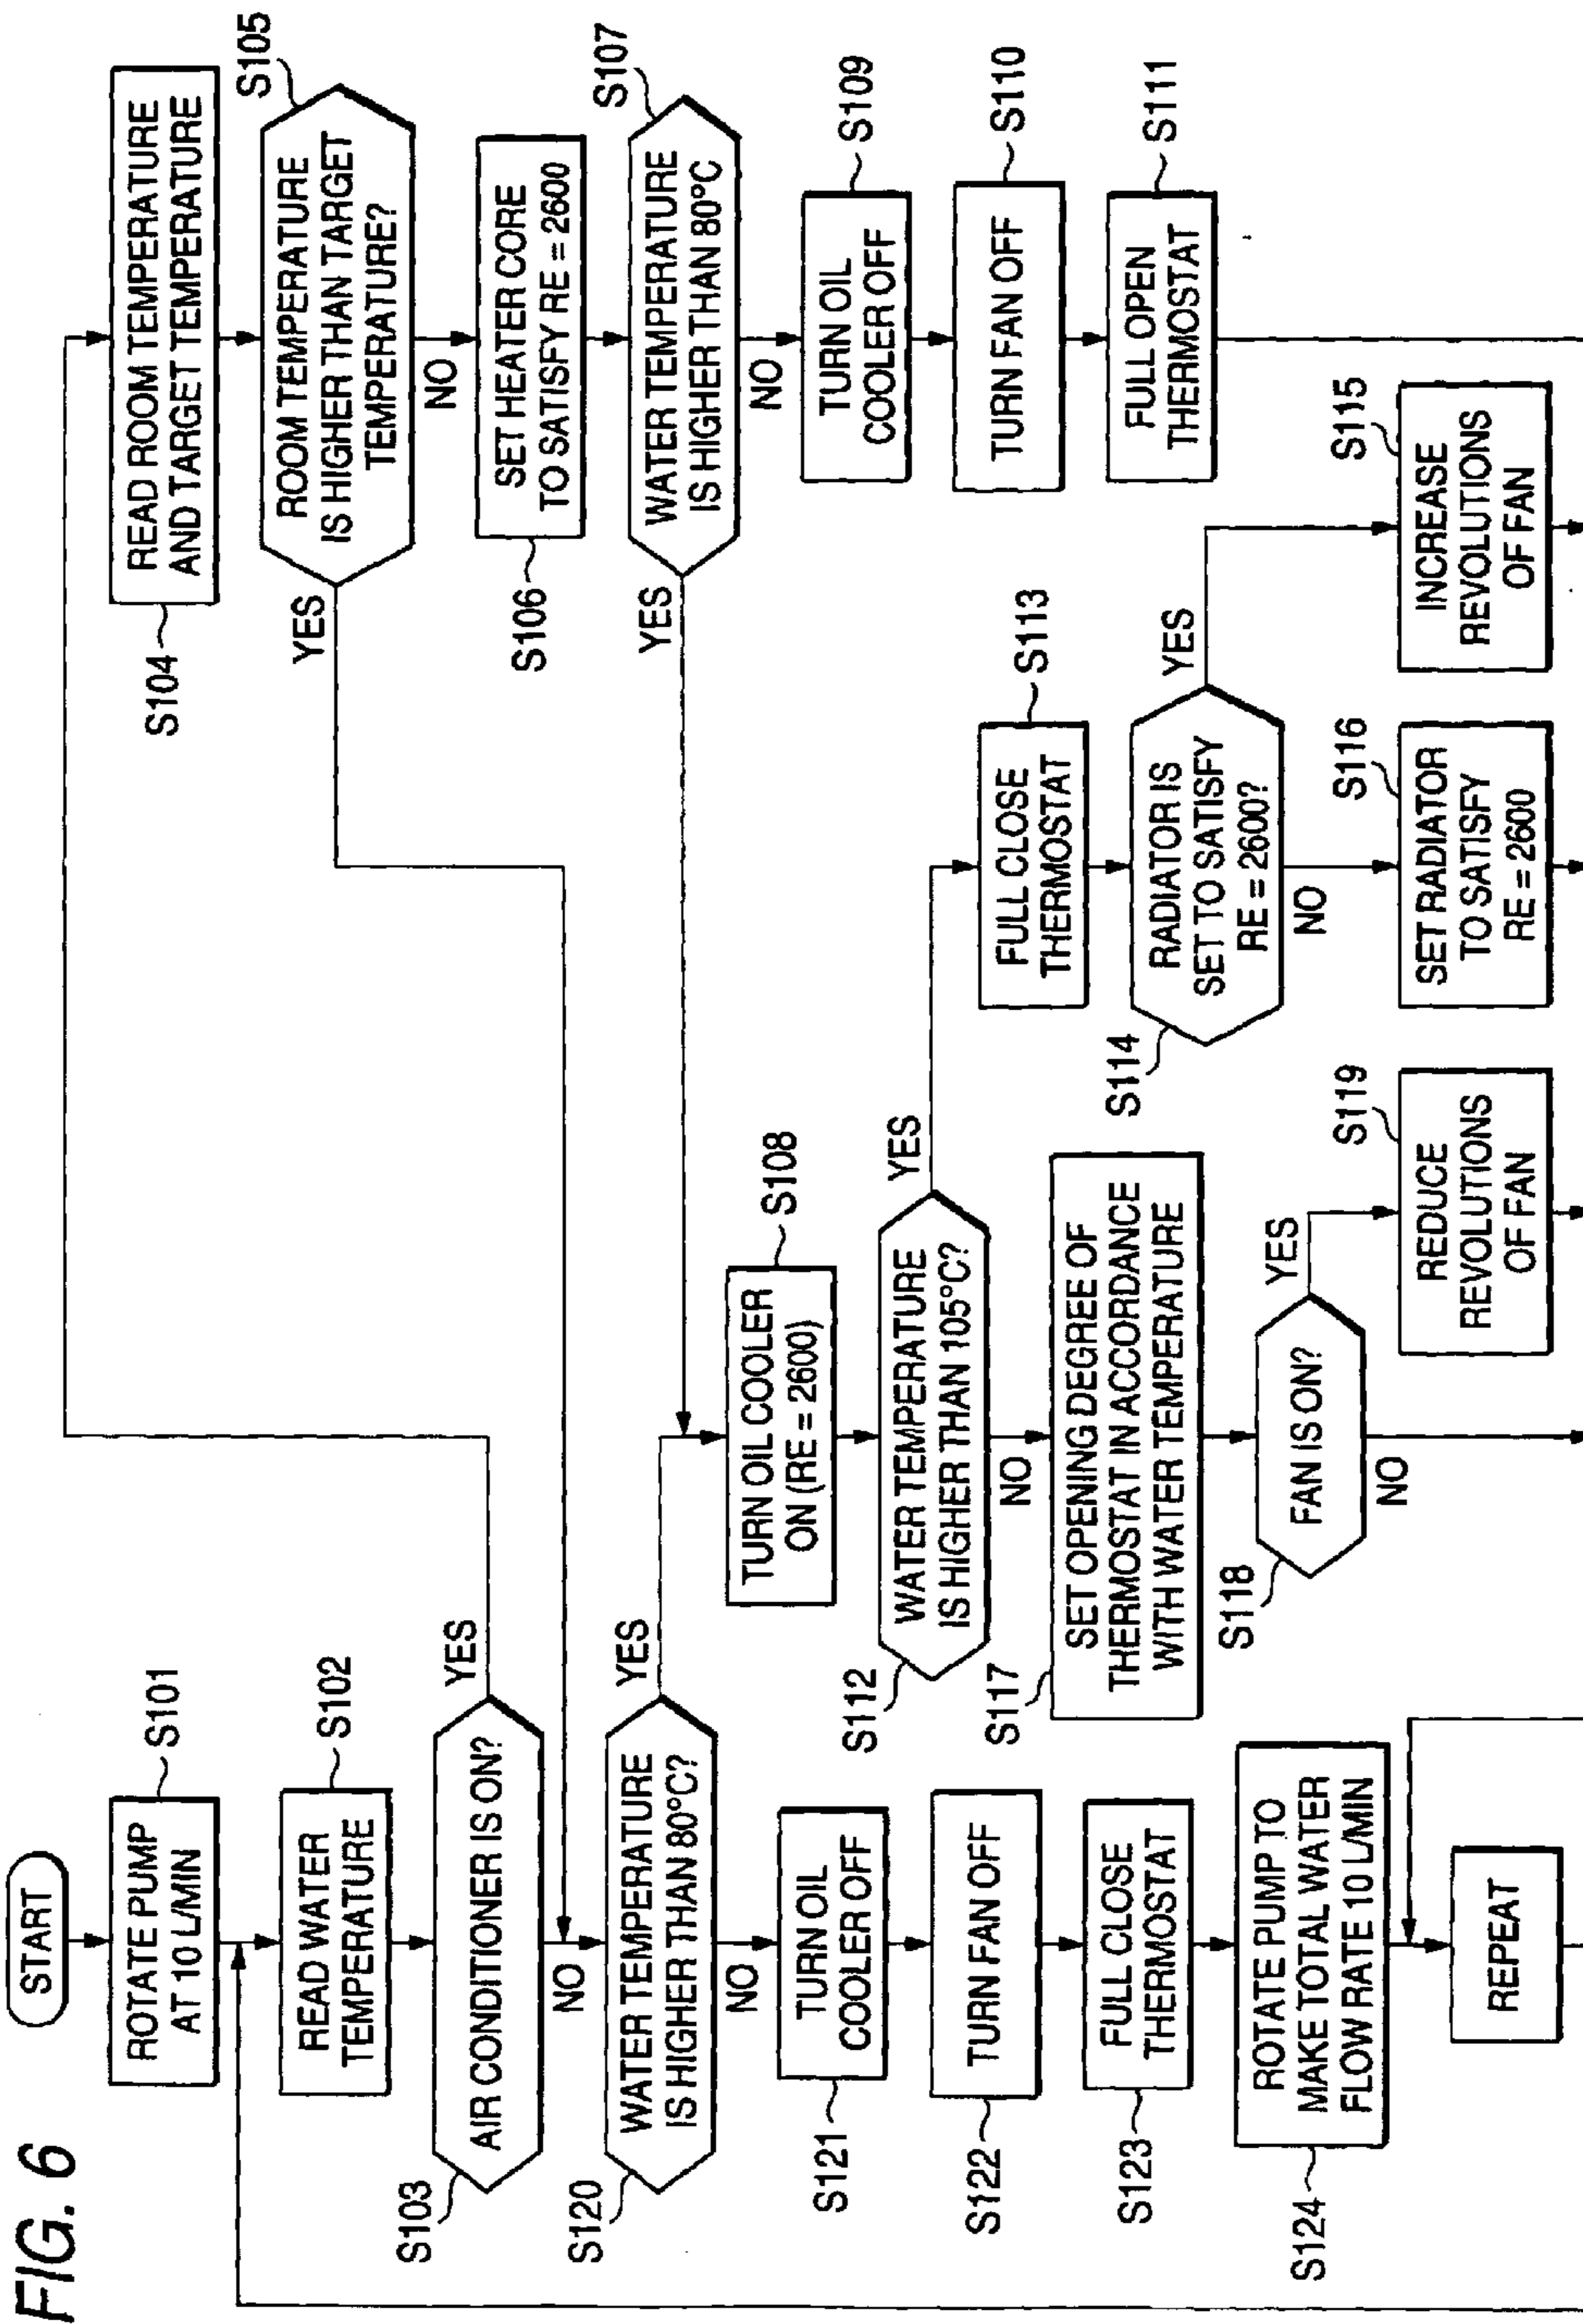 FIG. 6
START
ROTATE PUMP
AT 10 L/MIN
S101
READ WATER
TEMPERATURE
S102
AIR CONDITIONER IS ON?
S103
YES
NO
READ ROOM TEMPERATURE
AND TARGET TEMPERATURE
S104
ROOM TEMPERATURE
IS HIGHER THAN TARGET
TEMPERATURE?
S105
YES
NO
SET HEATER CORE
TO SATISFY RE = 2600
S106
WATER TEMPERATURE
IS HIGHER THAN 80°C
S107
YES
NO
TURN OIL
COOLER OFF
S109
TURN FAN OFF
S110
FULL OPEN
THERMOSTAT
S111
TURN OIL COOLER
ON (RE = 2600)
S108
WATER TEMPERATURE
IS HIGHER THAN 105°C?
S112
YES
NO
FULL CLOSE
THERMOSTAT
S113
RADIATOR IS
SET TO SATISFY
RE = 2600?
S114
YES
NO
INCREASE
REVOLUTIONS
OF FAN
S115
SET RADIATOR
TO SATISFY
RE = 2600
S116
SET OPENING DEGREE OF
THERMOSTAT IN ACCORDANCE
WITH WATER TEMPERATURE
S117
FAN IS ON?
S118
YES
NO
REDUCE
REVOLUTIONS
OF FAN
S119
WATER TEMPERATURE
IS HIGHER THAN 80°C?
S120
YES
NO
TURN OIL
COOLER OFF
S121
TURN FAN OFF
S122
FULL CLOSE
THERMOSTAT
S123
ROTATE PUMP TO
MAKE TOTAL WATER
FLOW RATE 10 L/MIN
S124
REPEAT